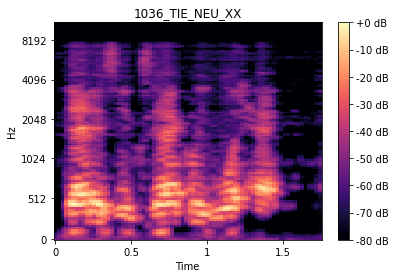 1036_TIE_NEU_XX
+0 dB
8192
-10 dB
4096
-20 dB
-30 dB
2048
Hz
-40 dB
1024
-50 dB
512
-60 dB
-70 dB
0
-80 dB
0
0.5
1
1.5
Time